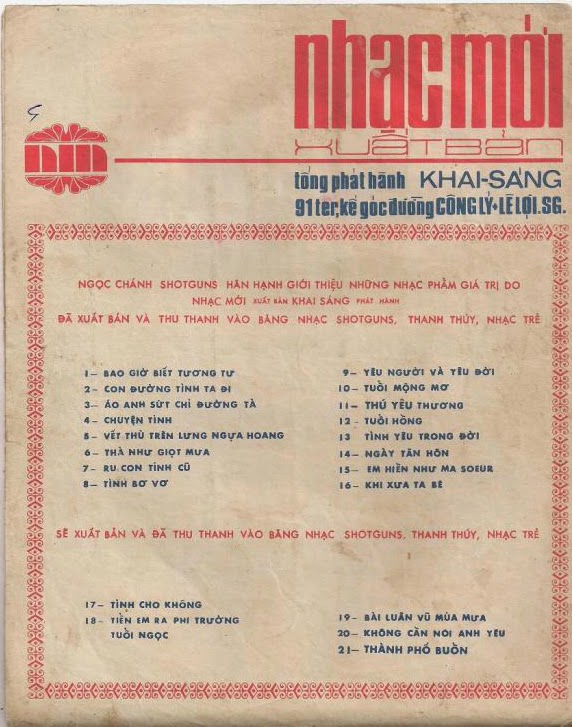 nhạc mới
xuất bản
tổng phát hành KHAI-SÁNG
91 ter, kế góc đường CÔNG LÝ • LÊ LỢI. SG.
nm
NGỌC CHÁNH SHOTGUNS HÂN HẠNH GIỚI THIỆU NHỮNG NHẠC PHẨM GIÁ TRỊ DO
NHẠC MỚI XUẤT BẢN KHAI SÁNG PHÁT HÀNH
ĐÃ XUẤT BẢN VÀ THU THANH VÀO BĂNG NHẠC SHOTGUNS, THANH THÚY, NHẠC TRẺ
1— BAO GIỜ BIẾT TƯƠNG TƯ
2— CON ĐƯỜNG TÌNH TA ĐI
3— ÁO ANH SỨT CHỈ ĐƯỜNG TÀ
4— CHUYỆN TÌNH
5— VẾT THÙ TRÊN LƯNG NGỰA HOANG
6— THÀ NHƯ GIỌT MƯA
7— RU CON TÌNH CŨ
8— TÌNH BƠ VƠ
9— YÊU NGƯỜI VÀ YÊU ĐỜI
10— TUỔI MỘNG MƠ
11— THÚ YÊU THƯƠNG
12— TUỔI HỒNG
13 TÌNH YÊU TRONG ĐỜI
14— NGÀY TÂN HÔN
15— EM HIỀN NHƯ MA SOEUR
16— KHI XƯA TA BÉ
SẼ XUẤT BẢN VÀ ĐÃ THU THANH VÀO BĂNG NHẠC SHOTGUNS, THANH THÚY, NHẠC TRẺ
17— TÌNH CHO KHÔNG
18— TIỄN EM RA PHI TRƯỜNG
TUỔI NGỌC
19— BÀI LUÂN VŨ MÙA MƯA
20— KHÔNG CẦN NÓI ANH YÊU
21— THÀNH PHỐ BUỒN